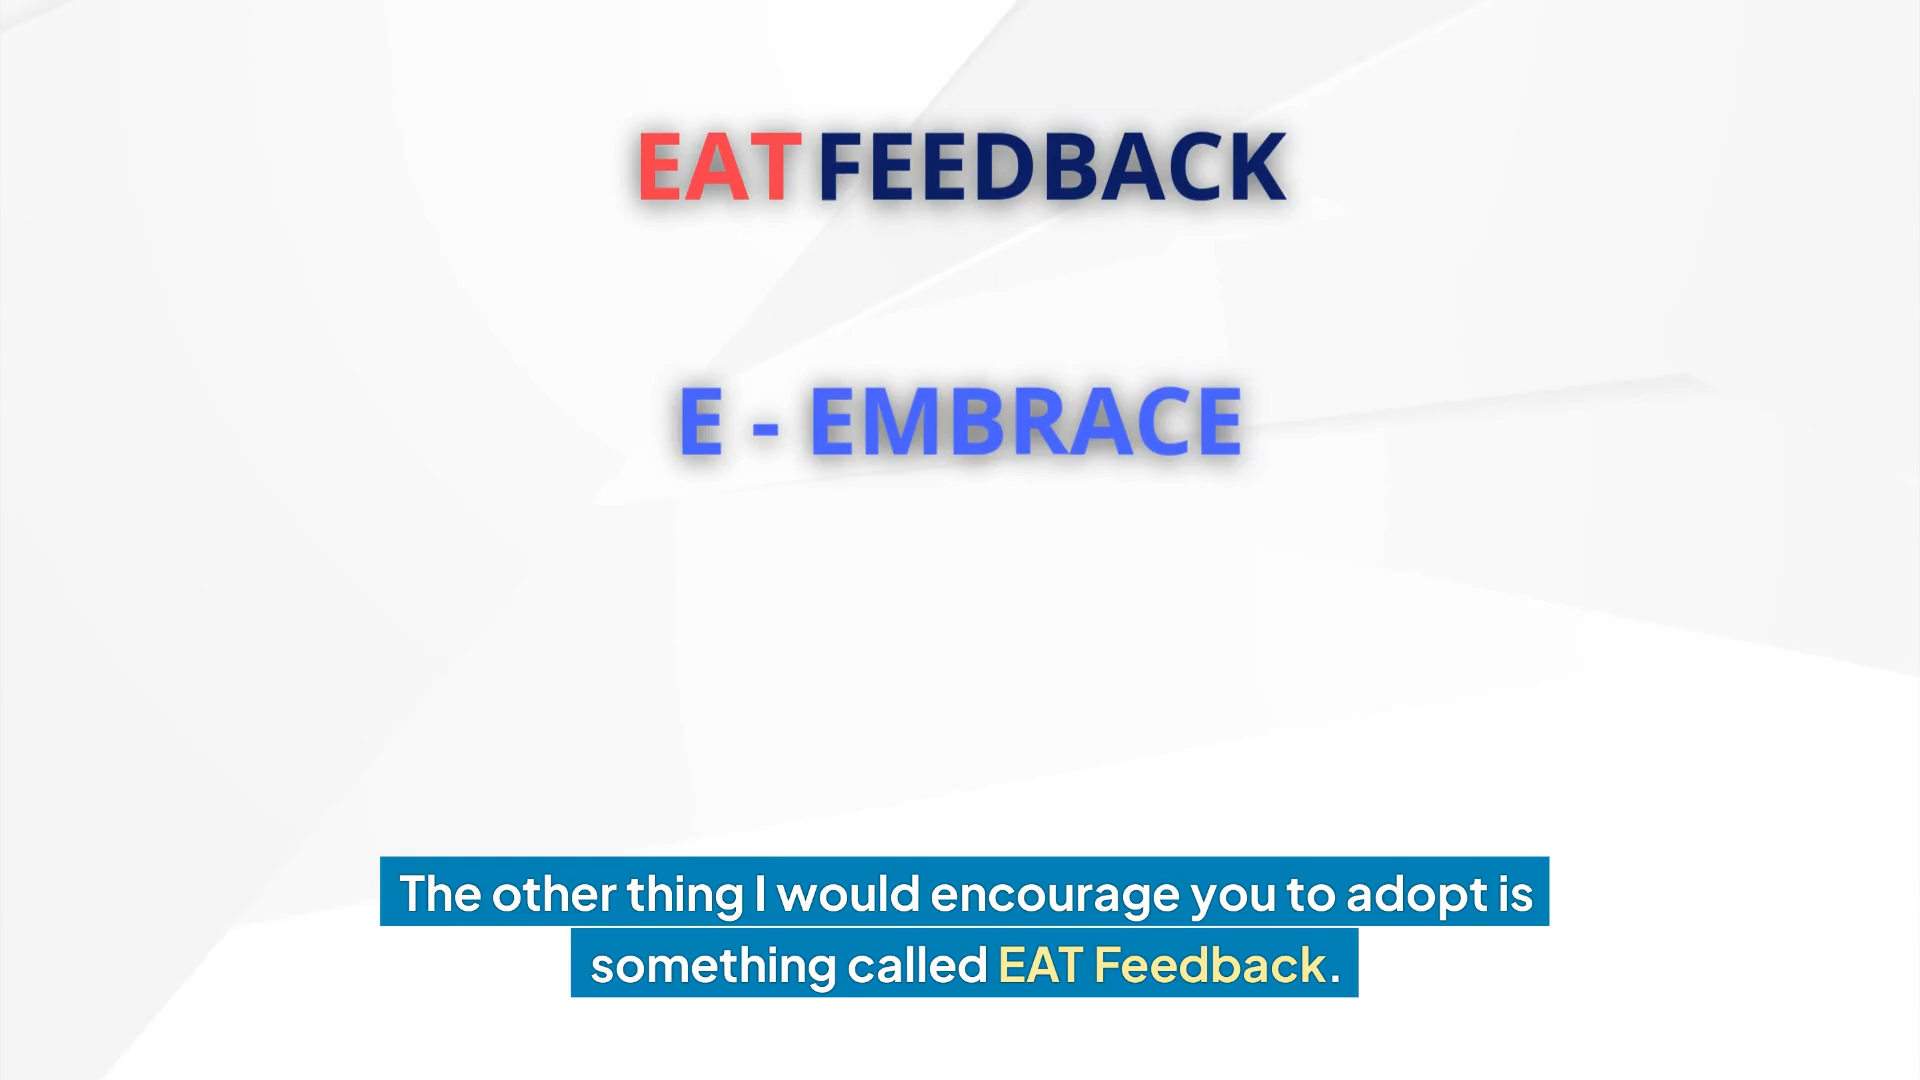 EAT FEEDBACK
E - EMBRACE
The other thing I would encourage you to adopt is
something called EAT Feedback.